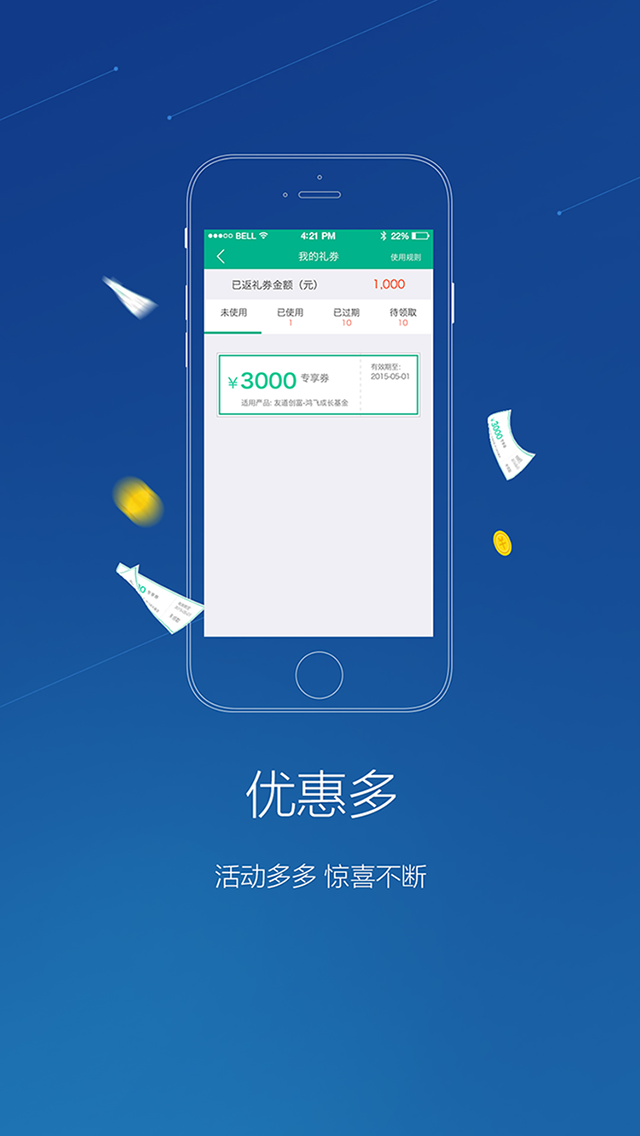 ●●●○○ BELL 4:21 PM 22%
我的礼券 使用规则
已返礼券金额（元） 1,000
未使用 已使用 已过期 待领取
1 10 10
¥3000 专享券 有效期至:
2015-05-01
适用产品: 友道创富-鸿飞成长基金
¥3000
优惠多
活动多多 惊喜不断